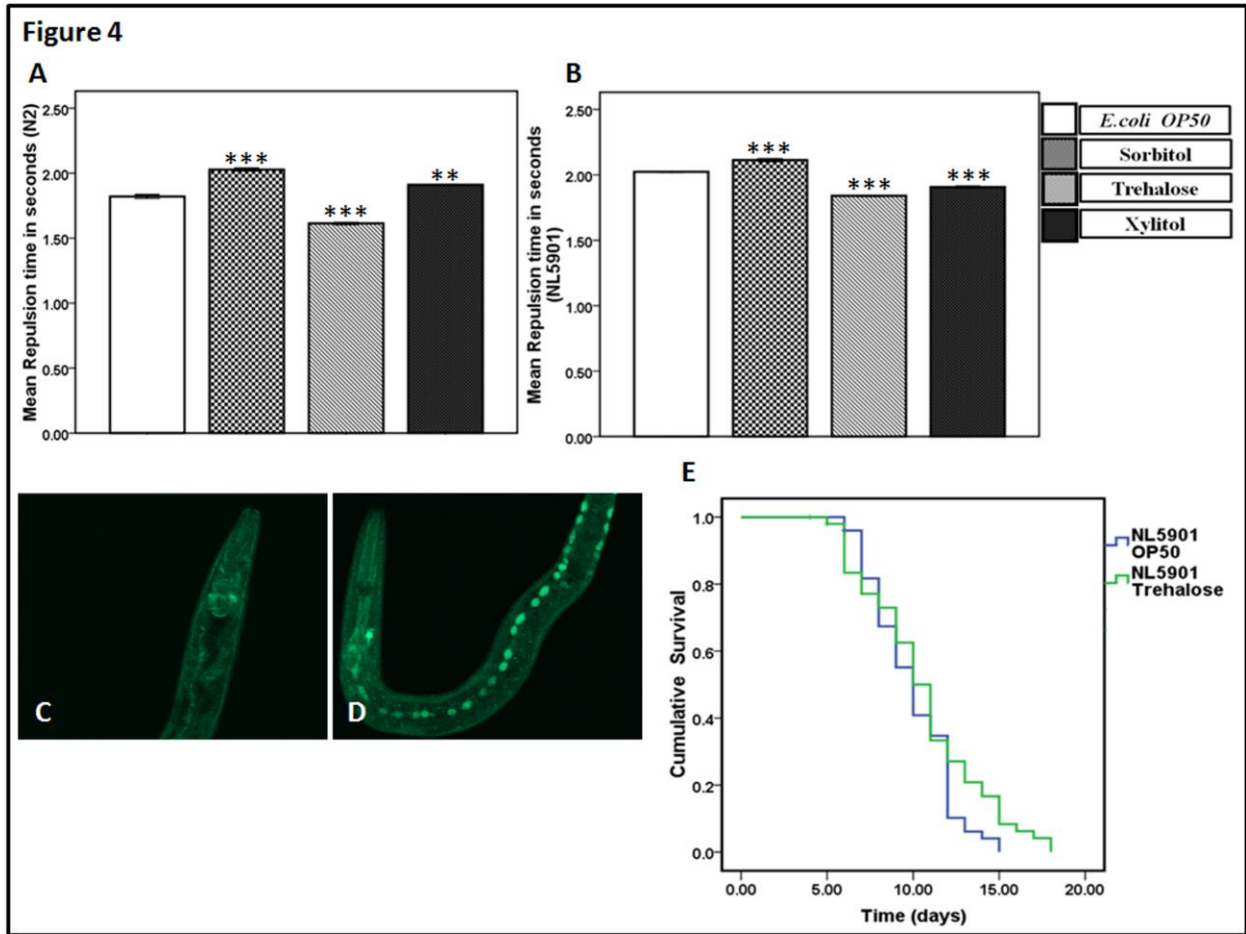 Figure 4
A
Mean Repulsion time in seconds (N2)
2.50
2.00
1.50
1.00
0.50
0.00
***
***
**
B
Mean Repulsion time in seconds
(NL5901)
2.50
2.00
1.50
1.00
0.50
0.00
***
***
***
E.coli OP50
Sorbitol
Trehalose
Xylitol
C
D
E
Cumulative Survival
1.0
0.8
0.6
0.4
0.2
0.0
0.00 5.00 10.00 15.00 20.00
Time (days)
NL5901
OP50
NL5901
Trehalose